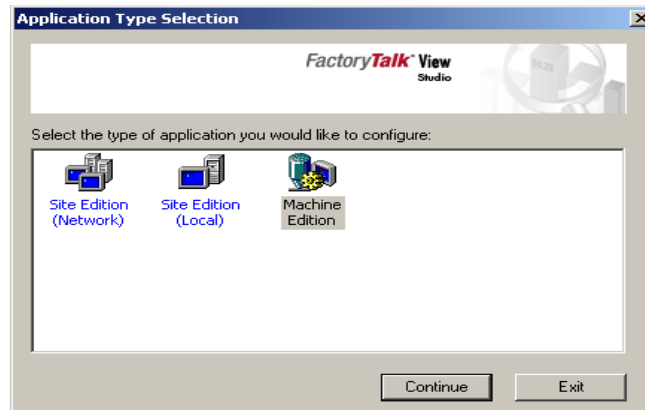 Application Type Selection
FactoryTalk View
Studio
Select the type of application you would like to configure:
Site Edition
(Network)
Site Edition
(Local)
Machine
Edition
Continue
Exit